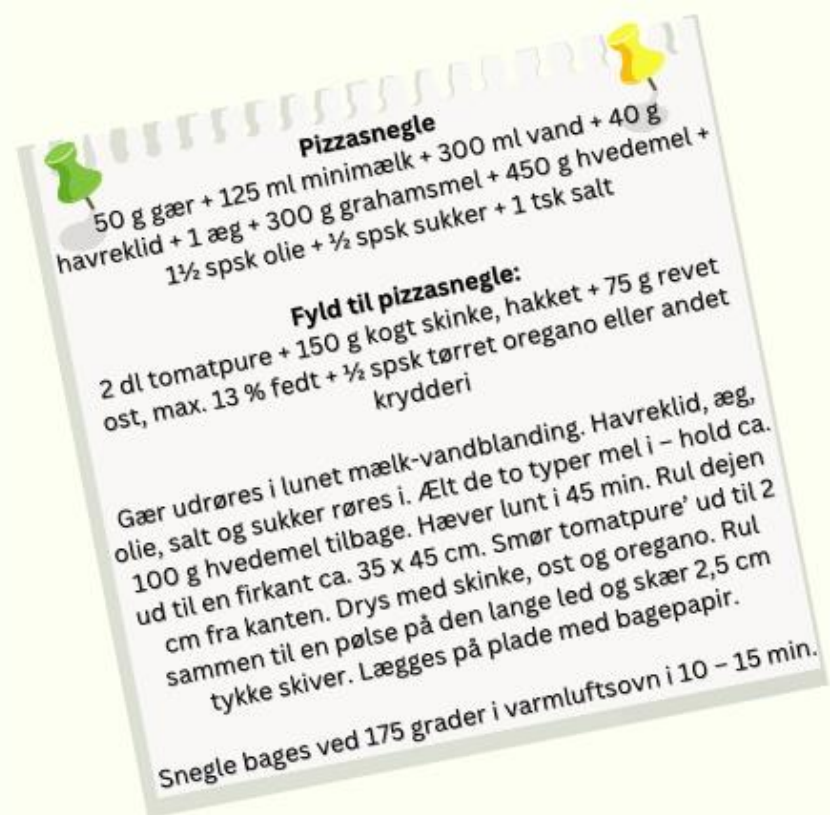 Pizzasnegle
50 g gær + 125 ml minimælk + 300 ml vand + 40 g
havreklid + 1 æg + 300 g grahamsmel + 450 g hvedemel +
1½ spsk olie + ½ spsk sukker + 1 tsk salt
Fyld til pizzasnegle:
2 dl tomatpure + 150 g kogt skinke, hakket + 75 g revet
ost, max. 13 % fedt + ½ spsk tørret oregano eller andet
krydderi
Gær udrøres i lunet mælk-vandblanding. Havreklid, æg,
olie, salt og sukker røres i. Ælt de to typer mel i – hold ca.
100 g hvedemel tilbage. Hæver lunt i 45 min. Rul dejen
ud til en firkant ca. 35 x 45 cm. Smør tomatpure’ ud til 2
cm fra kanten. Drys med skinke, ost og oregano. Rul
sammen til en pølse på den lange led og skær 2,5 cm
tykke skiver. Lægges på plade med bagepapir.
Snegle bages ved 175 grader i varmluftsovn i 10 – 15 min.